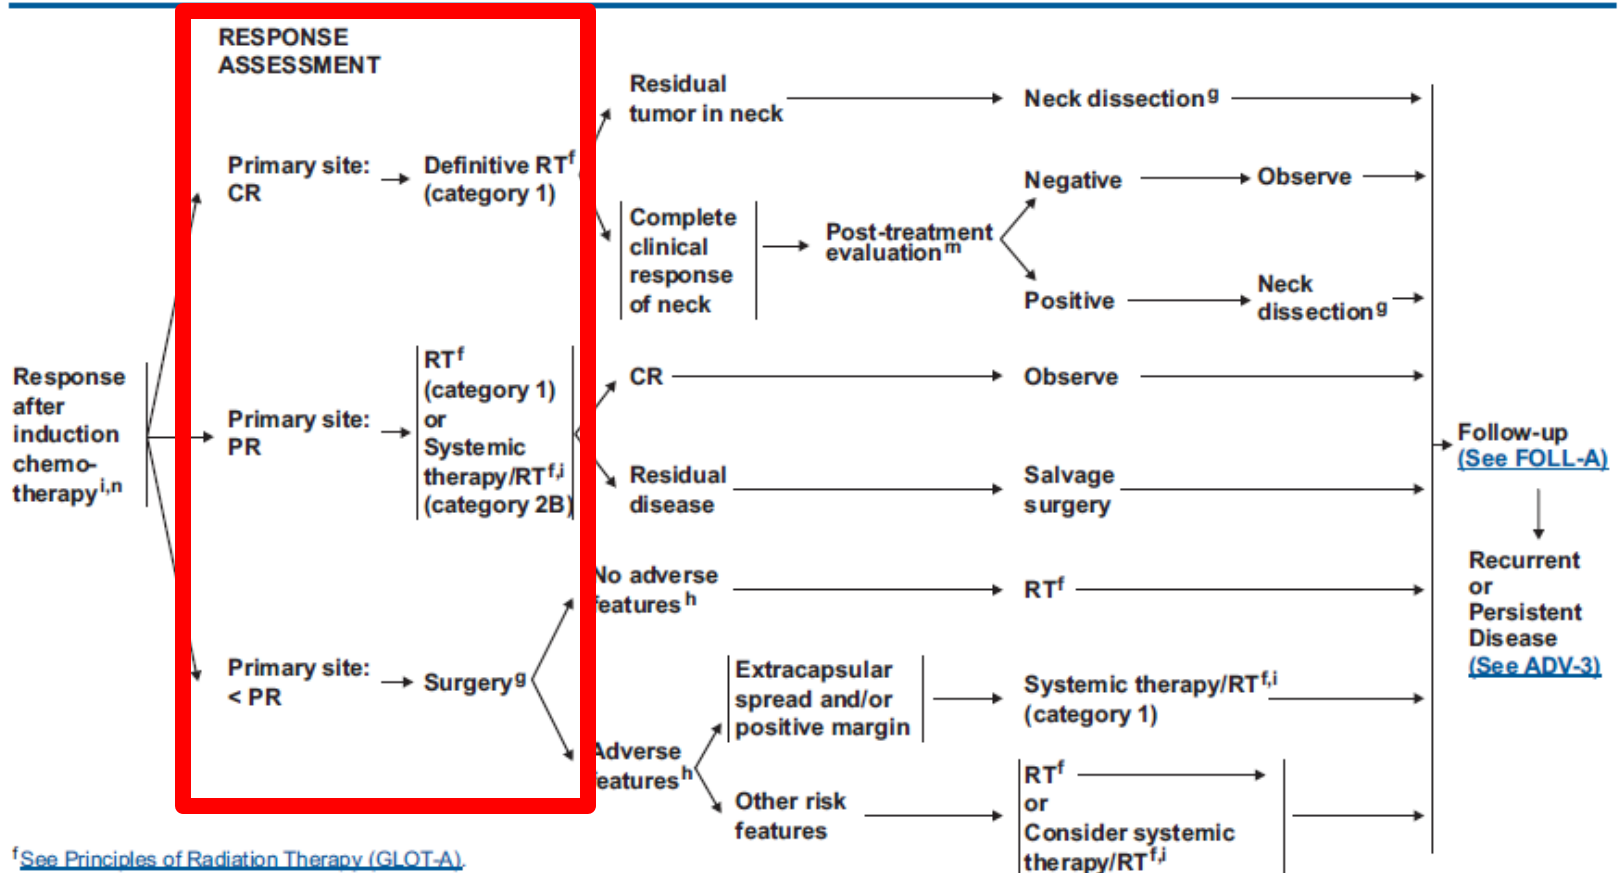 RESPONSE
ASSESSMENT
Response
after
induction
chemo-
therapy i,n
Primary site:
CR
Definitive RT f
(category 1)
Residual
tumor in neck
Neck dissection g
Complete
clinical
response
of neck
Post-treatment
evaluation m
Negative
Observe
Positive
Neck
dissection g
Primary site:
PR
RT f
(category 1)
or
Systemic
therapy/RT f,i
(category 2B)
CR
Observe
Residual
disease
Salvage
surgery
Primary site:
< PR
Surgery g
No adverse
features h
RT f
Adverse
features h
Extracapsular
spread and/or
positive margin
Systemic therapy/RT f,i
(category 1)
Other risk
features
RT f
or
Consider systemic
therapy/RT f,i
Follow-up
(See FOLL-A)
Recurrent
or
Persistent
Disease
(See ADV-3)
f See Principles of Radiation Therapy (GLOT-A).